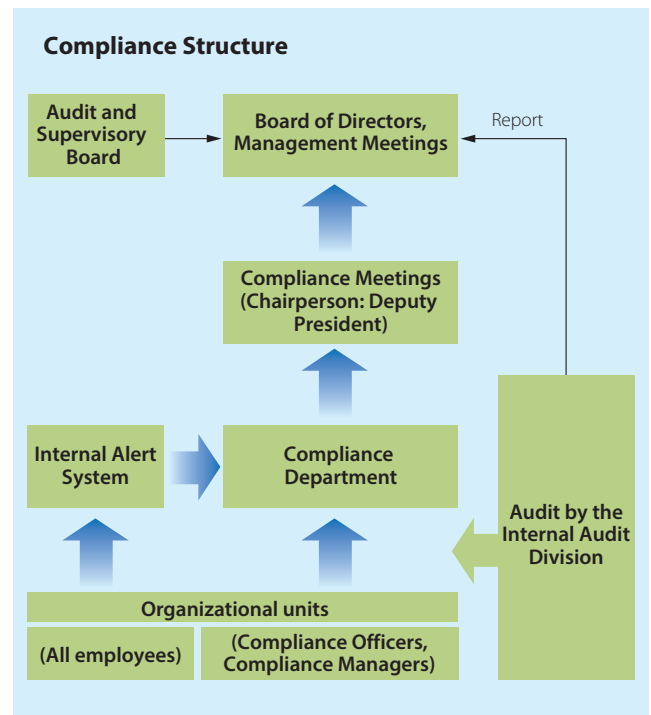 Compliance Structure
Audit and
Supervisory
Board
Board of Directors,
Management Meetings
Report
Compliance Meetings
(Chairperson: Deputy
President)
Internal Alert
System
Compliance
Department
Audit by the
Internal Audit
Division
Organizational units
(All employees)
(Compliance Officers,
Compliance Managers)